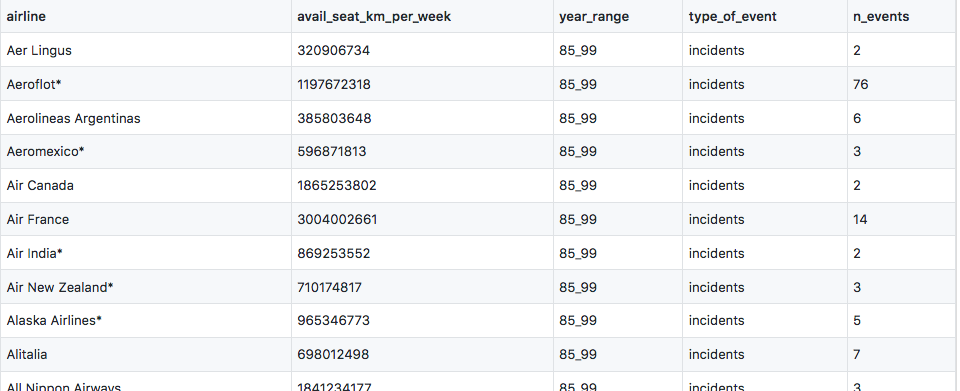 airline avail_seat_km_per_week year_range type_of_event n_events
Aer Lingus 320906734 85_99 incidents 2
Aeroflot* 1197672318 85_99 incidents 76
Aerolineas Argentinas 385803648 85_99 incidents 6
Aeromexico* 596871813 85_99 incidents 3
Air Canada 1865253802 85_99 incidents 2
Air France 3004002661 85_99 incidents 14
Air India* 869253552 85_99 incidents 2
Air New Zealand* 710174817 85_99 incidents 3
Alaska Airlines* 965346773 85_99 incidents 5
Alitalia 698012498 85_99 incidents 7
All Nippon Airways 1841234177 85_99 incidents 3